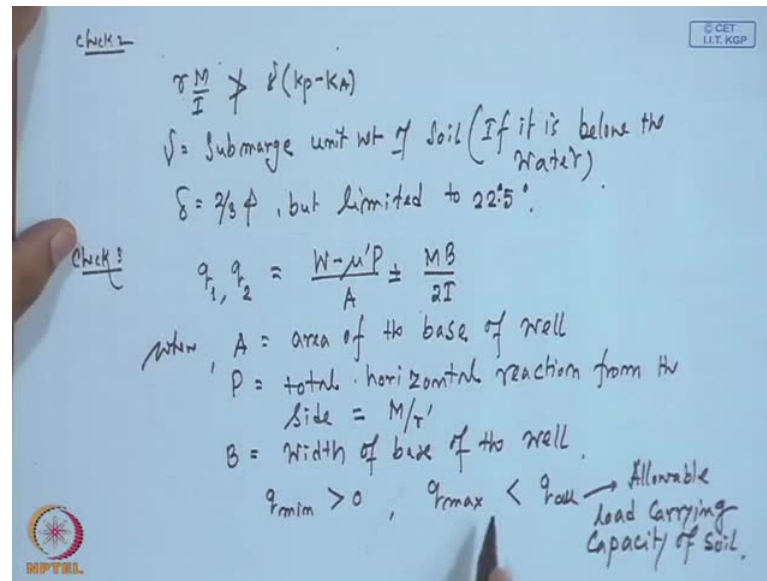 © CET
I.I.T. KGP
Check 2
γ M/I ≯ γ(Kp-KA)
γ = Submarge unit wt of Soil (If it is below the
Water).
δ = 2/3 φ, but limited to 22.5°.
Check 3
q1, q2 = W-μ'P/A ± MB/2I
when, A = area of the base of well
P = total horizontal reaction from the
Side = M/r'
B = Width of base of the well.
qmin > 0, qmax < qall → Allowable
load Carrying
Capacity of Soil.
NPTEL